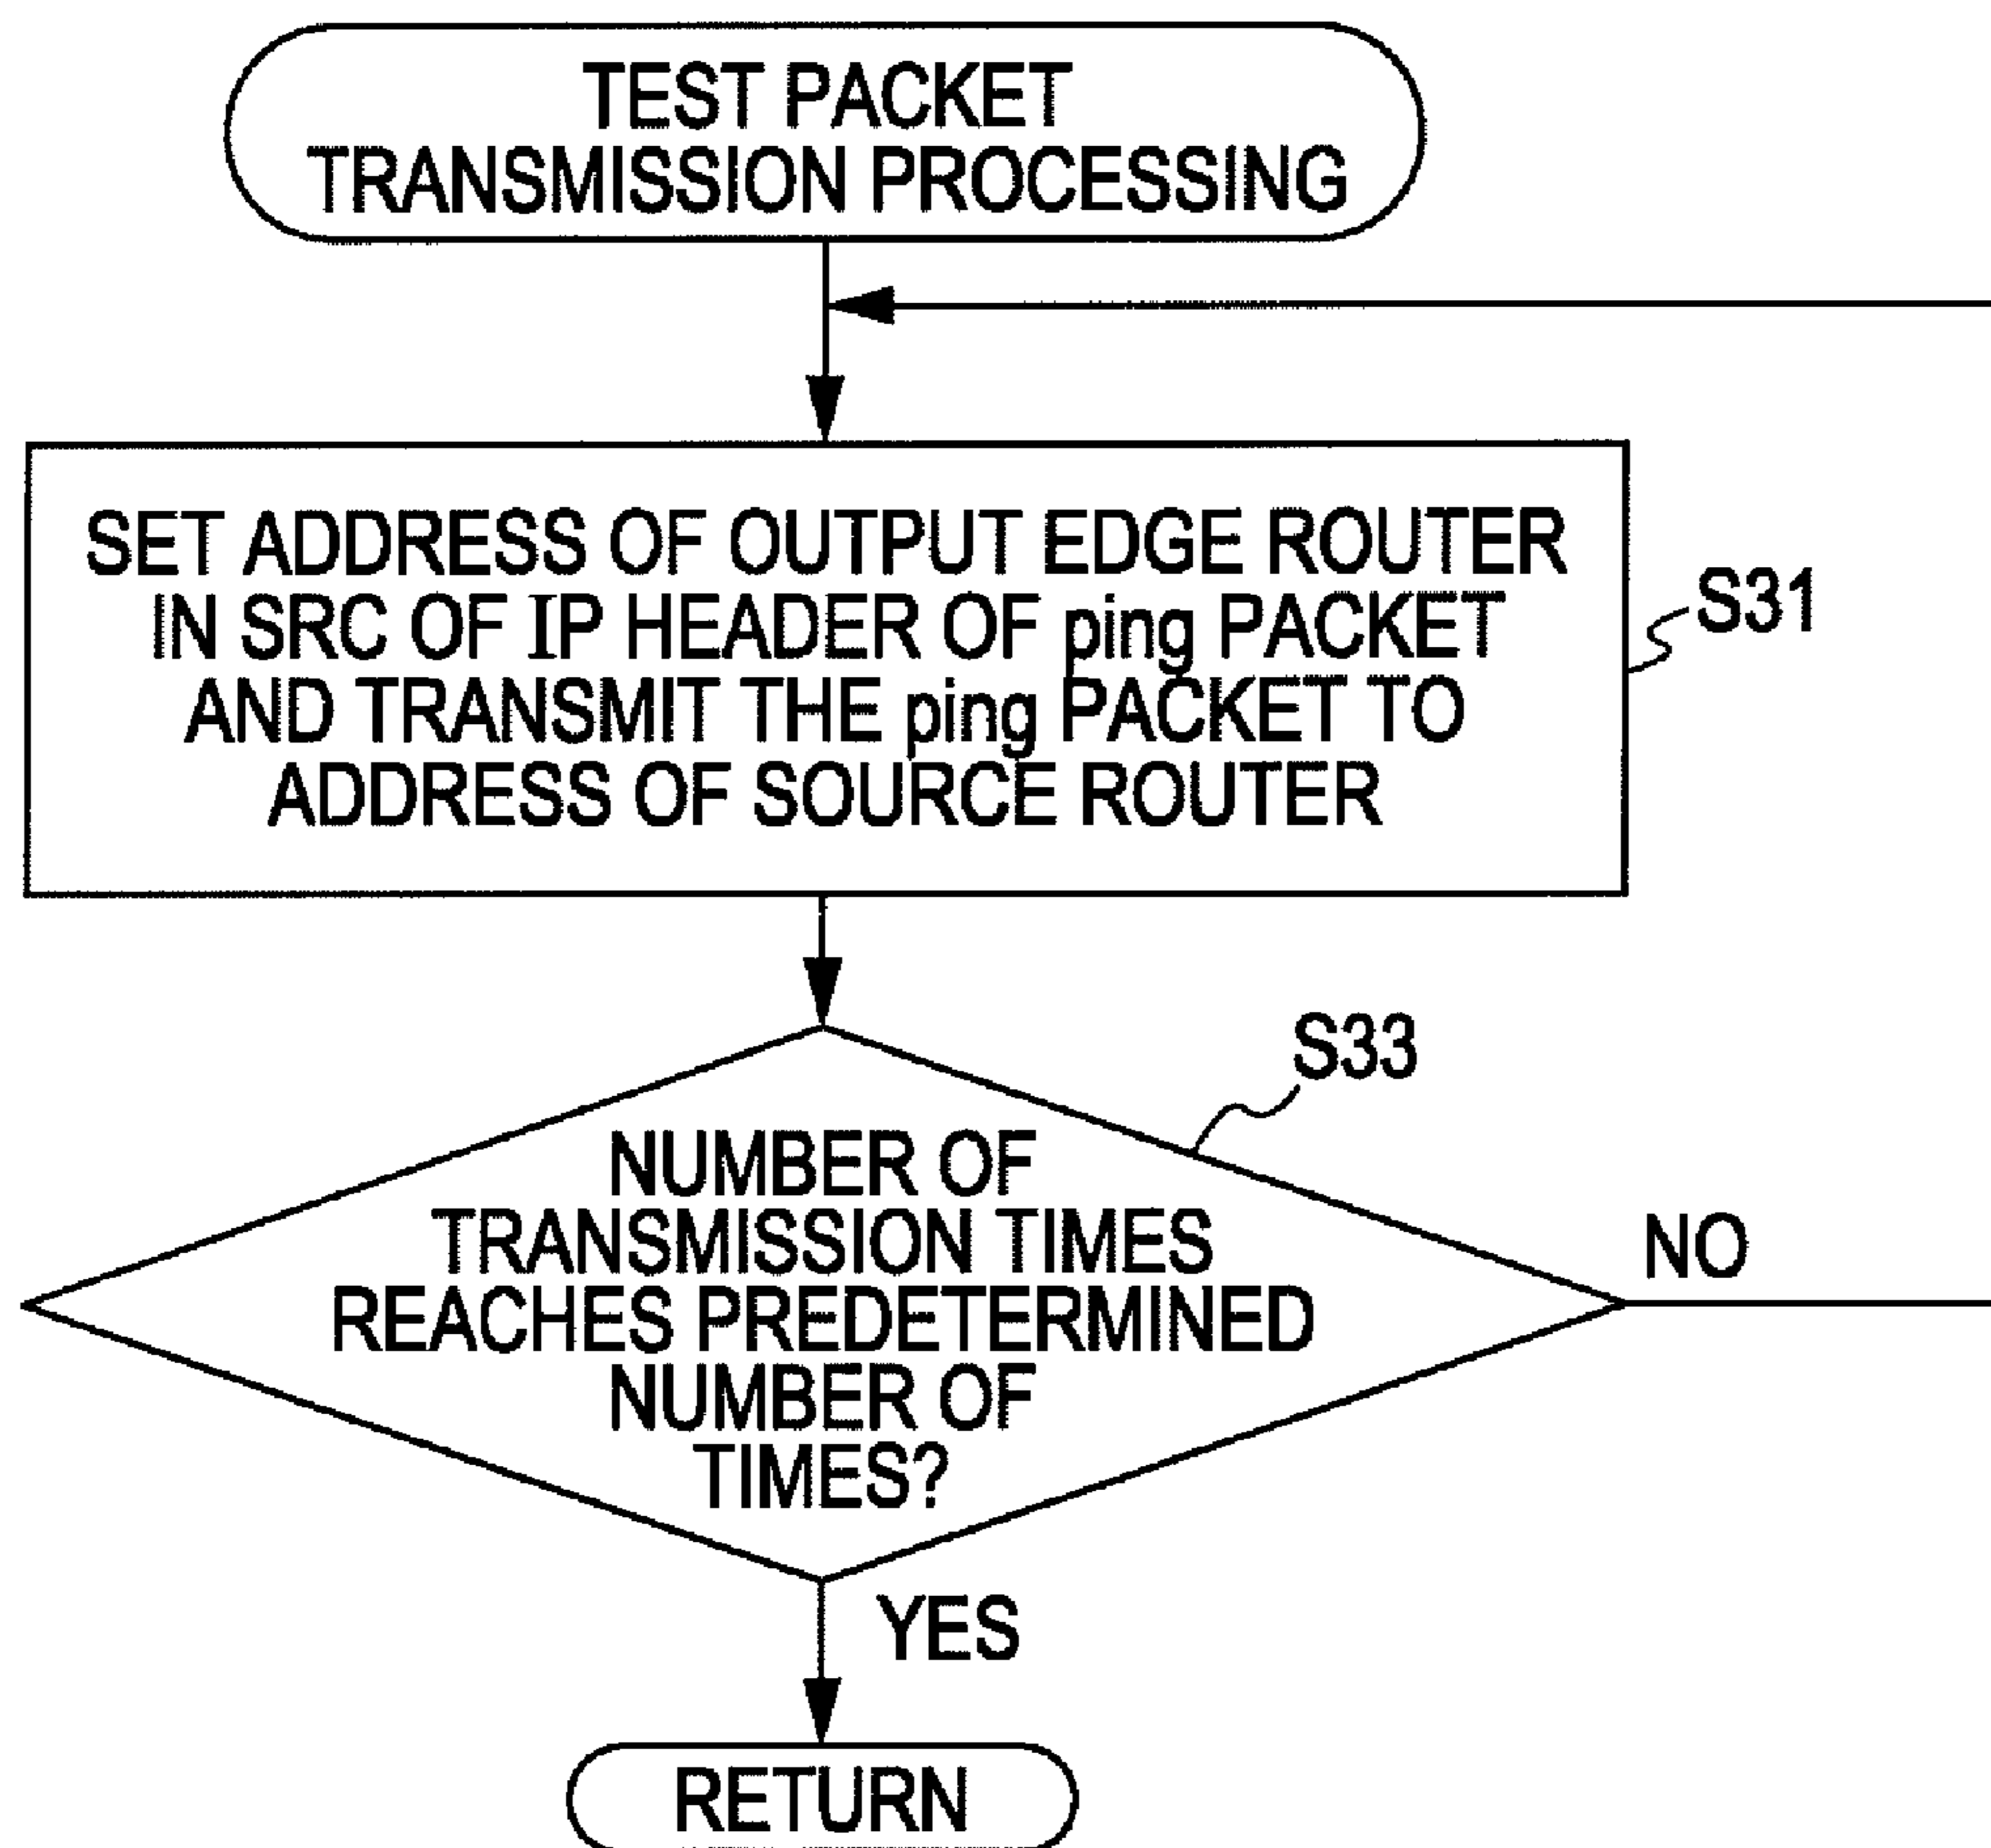 TEST PACKET
TRANSMISSION PROCESSING
SET ADDRESS OF OUTPUT EDGE ROUTER
IN SRC OF IP HEADER OF ping PACKET
AND TRANSMIT THE ping PACKET TO
ADDRESS OF SOURCE ROUTER
S31
S33
NUMBER OF
TRANSMISSION TIMES
REACHES PREDETERMINED
NUMBER OF
TIMES?
NO
YES
RETURN